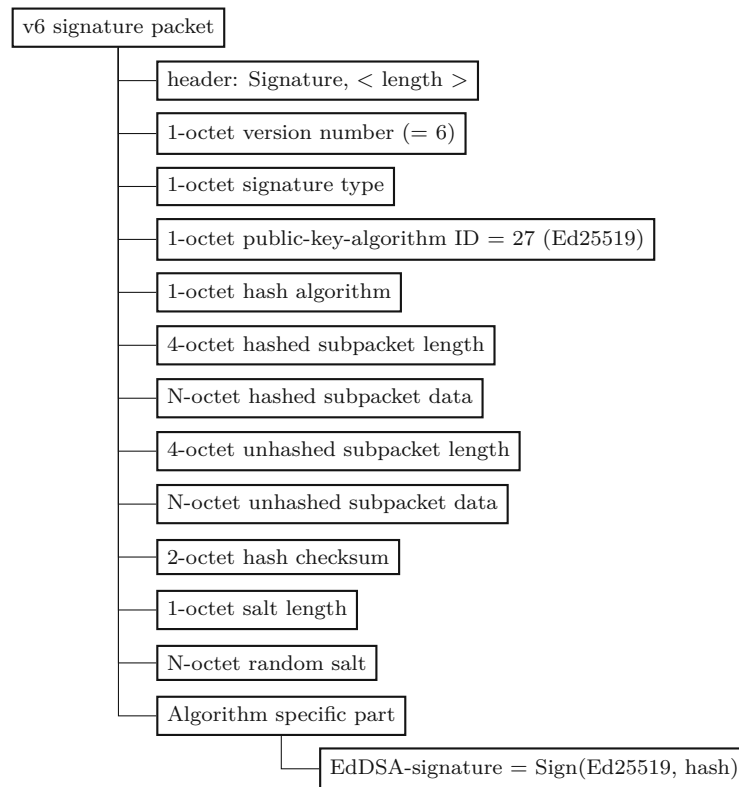 v6 signature packet
header: Signature, < length >
1-octet version number (= 6)
1-octet signature type
1-octet public-key-algorithm ID = 27 (Ed25519)
1-octet hash algorithm
4-octet hashed subpacket length
N-octet hashed subpacket data
4-octet unhashed subpacket length
N-octet unhashed subpacket data
2-octet hash checksum
1-octet salt length
N-octet random salt
Algorithm specific part
EdDSA-signature = Sign(Ed25519, hash)